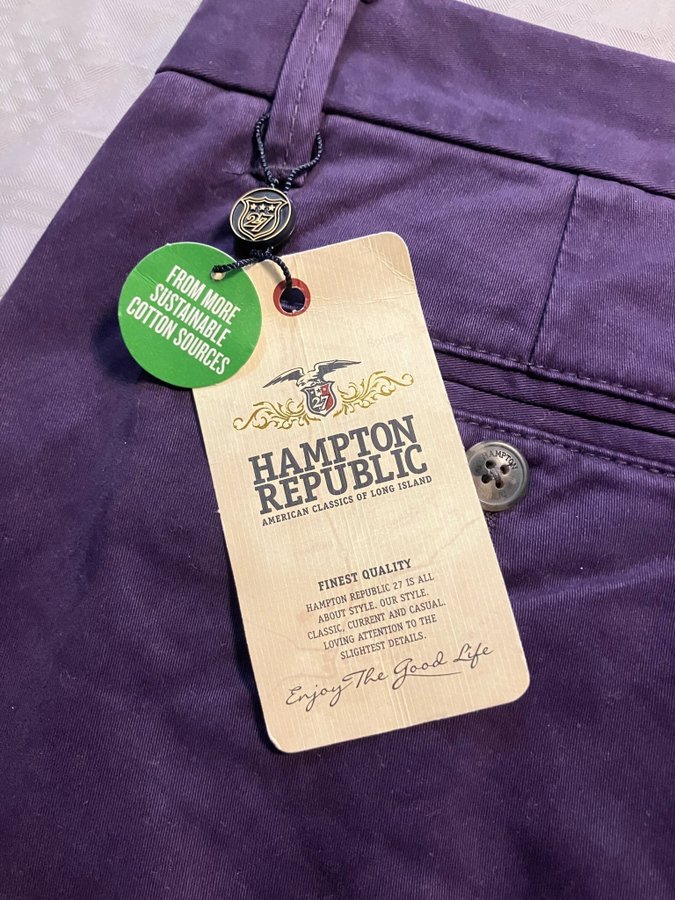 27
FROM MORE
SUSTAINABLE
COTTON SOURCES
27
HAMPTON
REPUBLIC
AMERICAN CLASSICS OF LONG ISLAND
HAMPTON
FINEST QUALITY
HAMPTON REPUBLIC 27 IS ALL
ABOUT STYLE. OUR STYLE.
CLASSIC, CURRENT AND CASUAL.
LOVING ATTENTION TO THE
SLIGHTEST DETAILS.
Enjoy The Good Life